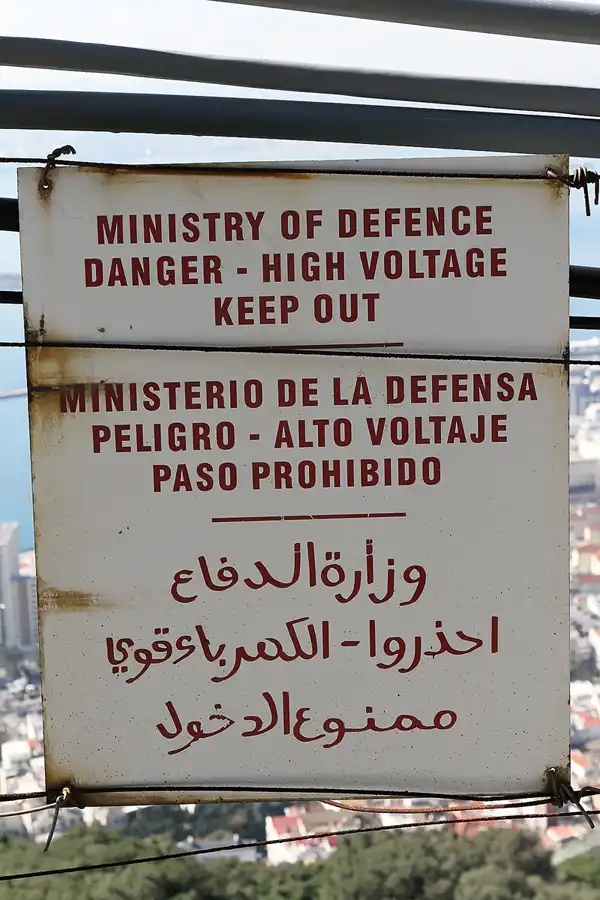 MINISTRY OF DEFENCE
DANGER - HIGH VOLTAGE
KEEP OUT
MINISTERIO DE LA DEFENSA
PELIGRO - ALTO VOLTAJE
PASO PROHIBIDO
وزأرة الدفاع
احذروا - الكهرباء قوي
ممنوع الدخول